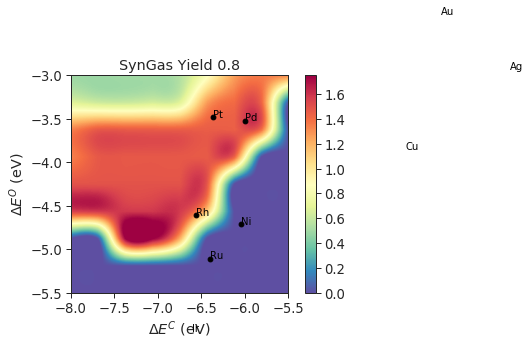 Au
Ag
SynGas Yield 0.8
−3.0
−3.5
−4.0
−4.5
−5.0
−5.5
ΔE^O (eV)
Pt
Pd
Cu
Rh
Ni
Ru
−8.0 −7.5 −7.0 −6.5 −6.0 −5.5
ΔE^C (eV)
Ir
1.6
1.4
1.2
1.0
0.8
0.6
0.4
0.2
0.0